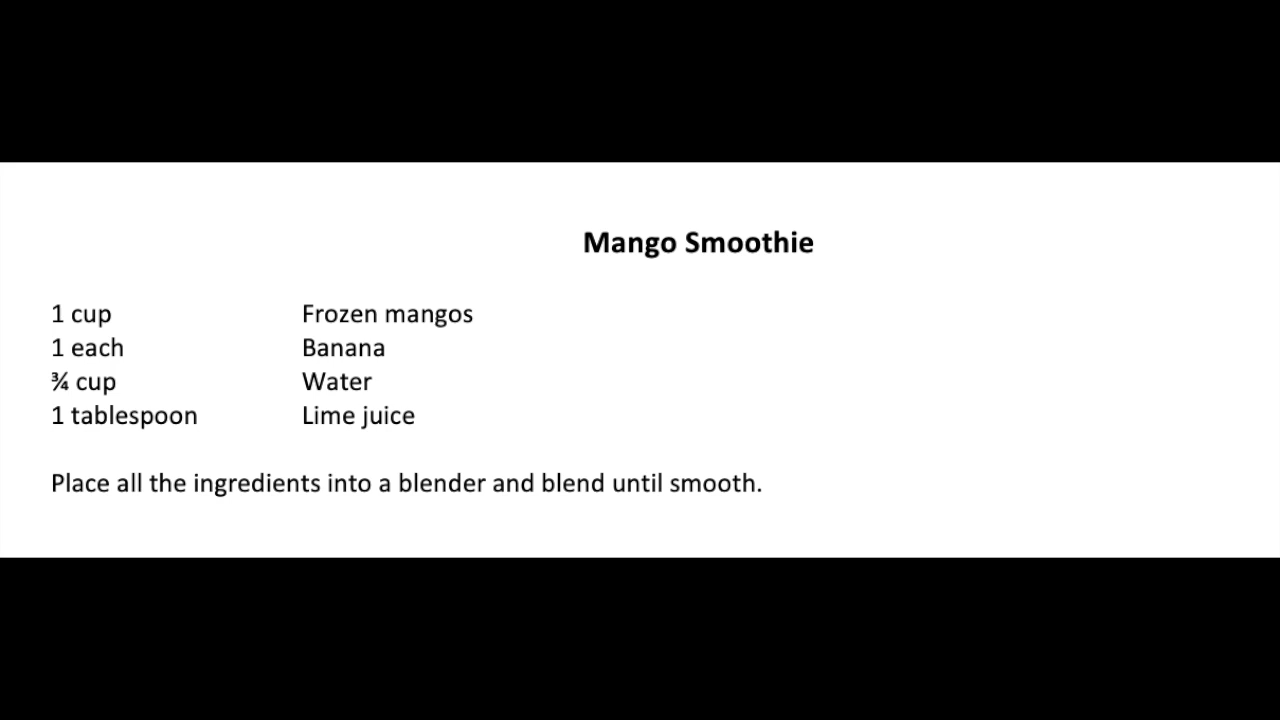 Mango Smoothie
1 cup Frozen mangos
1 each Banana
¾ cup Water
1 tablespoon Lime juice
Place all the ingredients into a blender and blend until smooth.